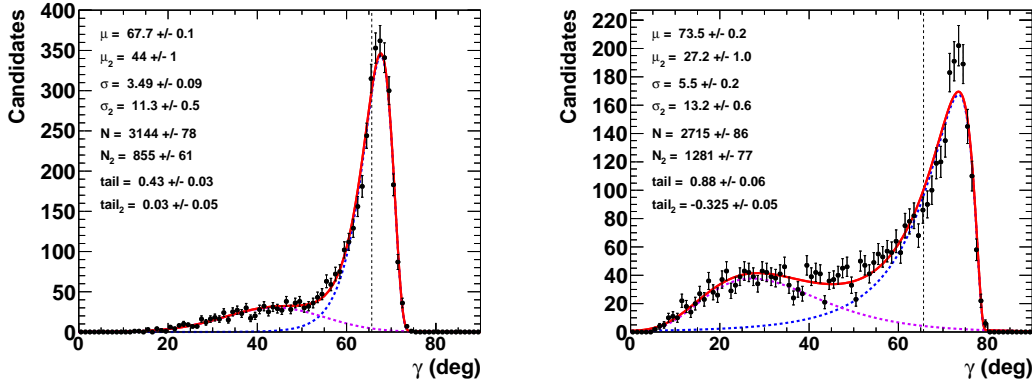 Candidates
400
350
300
250
200
150
100
50
0
μ = 67.7 +/- 0.1
μ2 = 44 +/- 1
σ = 3.49 +/- 0.09
σ2 = 11.3 +/- 0.5
N = 3144 +/- 78
N2 = 855 +/- 61
tail = 0.43 +/- 0.03
tail2 = 0.03 +/- 0.05
0 20 40 60 80
γ (deg)
Candidates
220
200
180
160
140
120
100
80
60
40
20
0
μ = 73.5 +/- 0.2
μ2 = 27.2 +/- 1.0
σ = 5.5 +/- 0.2
σ2 = 13.2 +/- 0.6
N = 2715 +/- 86
N2 = 1281 +/- 77
tail = 0.88 +/- 0.06
tail2 = -0.325 +/- 0.05
0 20 40 60 80
γ (deg)